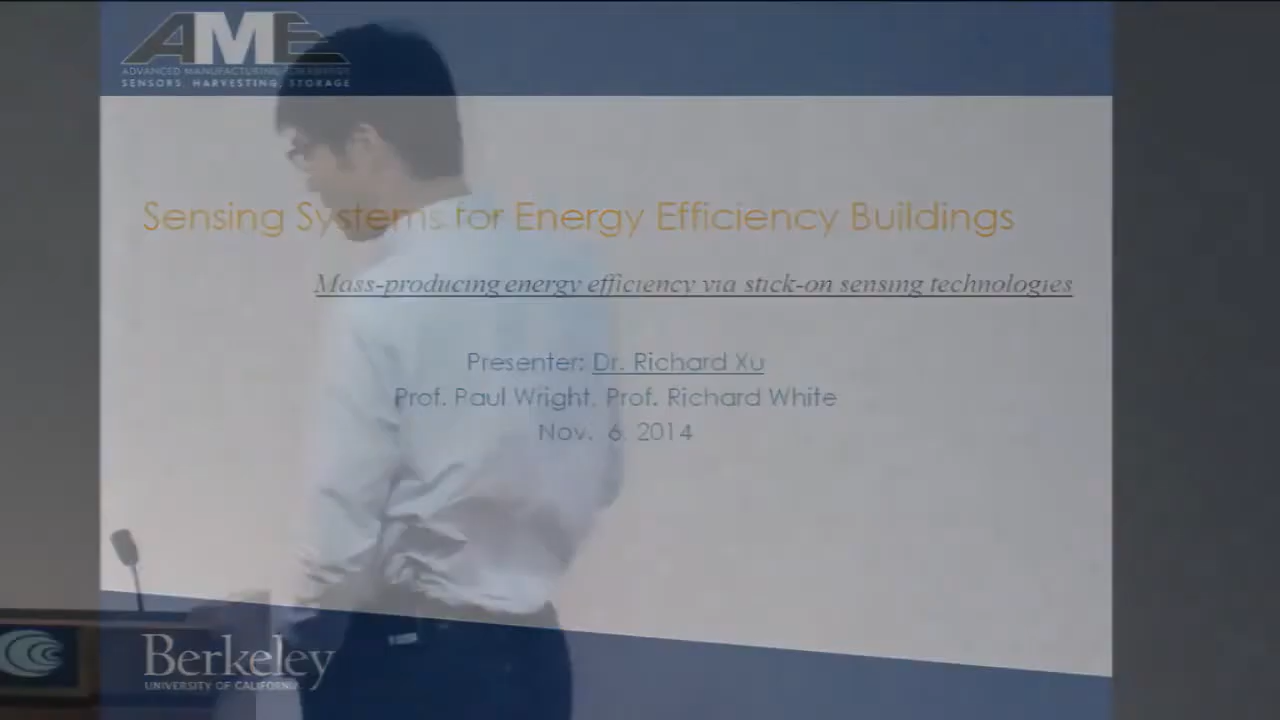 AME
ADVANCED MANUFACTURING FOR ENERGY
SENSORS. HARVESTING. STORAGE
Sensing Systems for Energy Efficiency Buildings
Mass-producing energy efficiency via stick-on sensing technologies
Presenter: Dr. Richard Xu
Prof. Paul Wright, Prof. Richard White
Nov. 6, 2014
Berkeley
UNIVERSITY OF CALIFORNIA